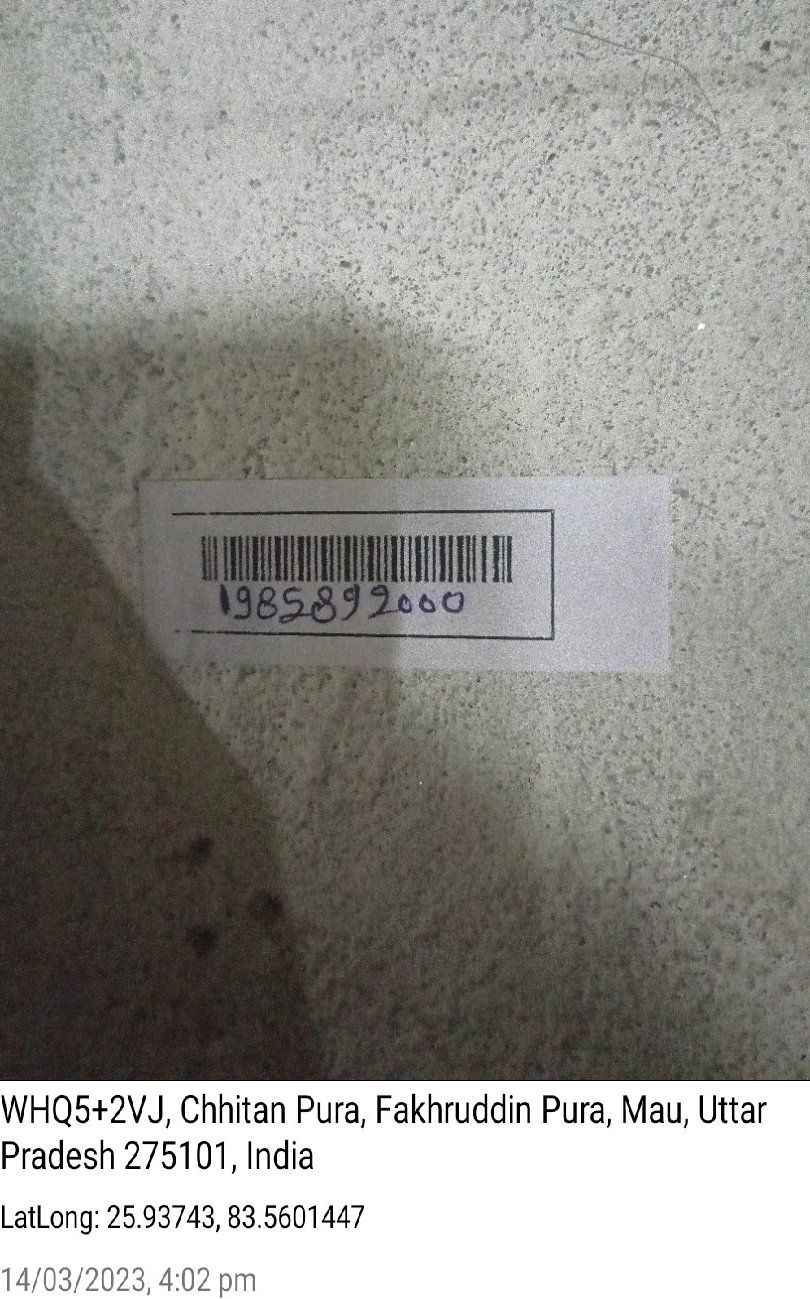 1985892000
WHQ5+2VJ, Chhitan Pura, Fakhruddin Pura, Mau, Uttar
Pradesh 275101, India
LatLong: 25.93743, 83.5601447
14/03/2023, 4:02 pm